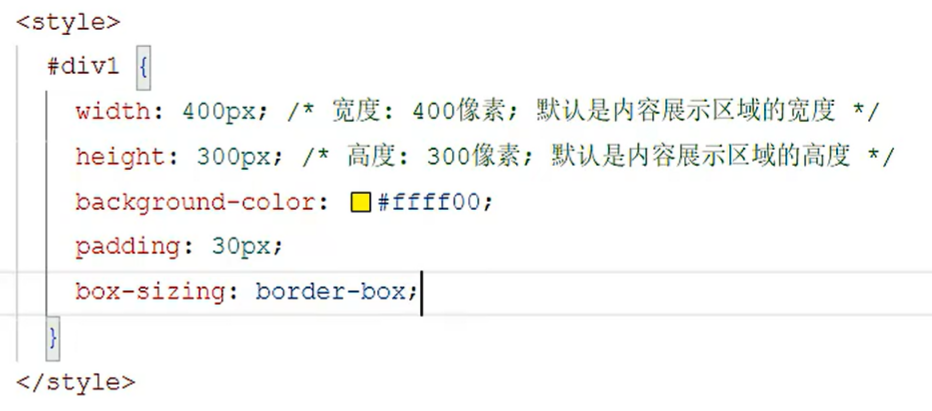 <style>
#div1 {
width: 400px; /* 宽度: 400像素; 默认是内容展示区域的宽度 */
height: 300px; /* 高度: 300像素; 默认是内容展示区域的高度 */
background-color: #ffff00;
padding: 30px;
box-sizing: border-box;
}
</style>